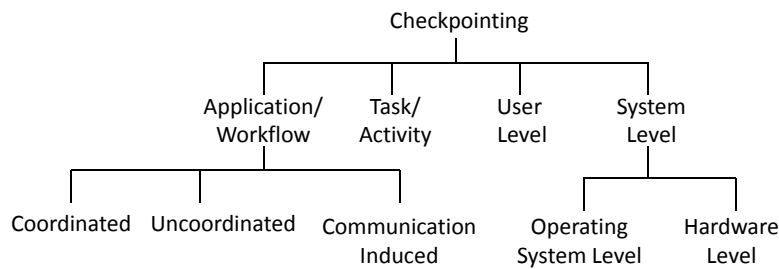 Checkpointing
Application/
Workflow
Task/
Activity
User
Level
System
Level
Coordinated
Uncoordinated
Communication
Induced
Operating
System Level
Hardware
Level